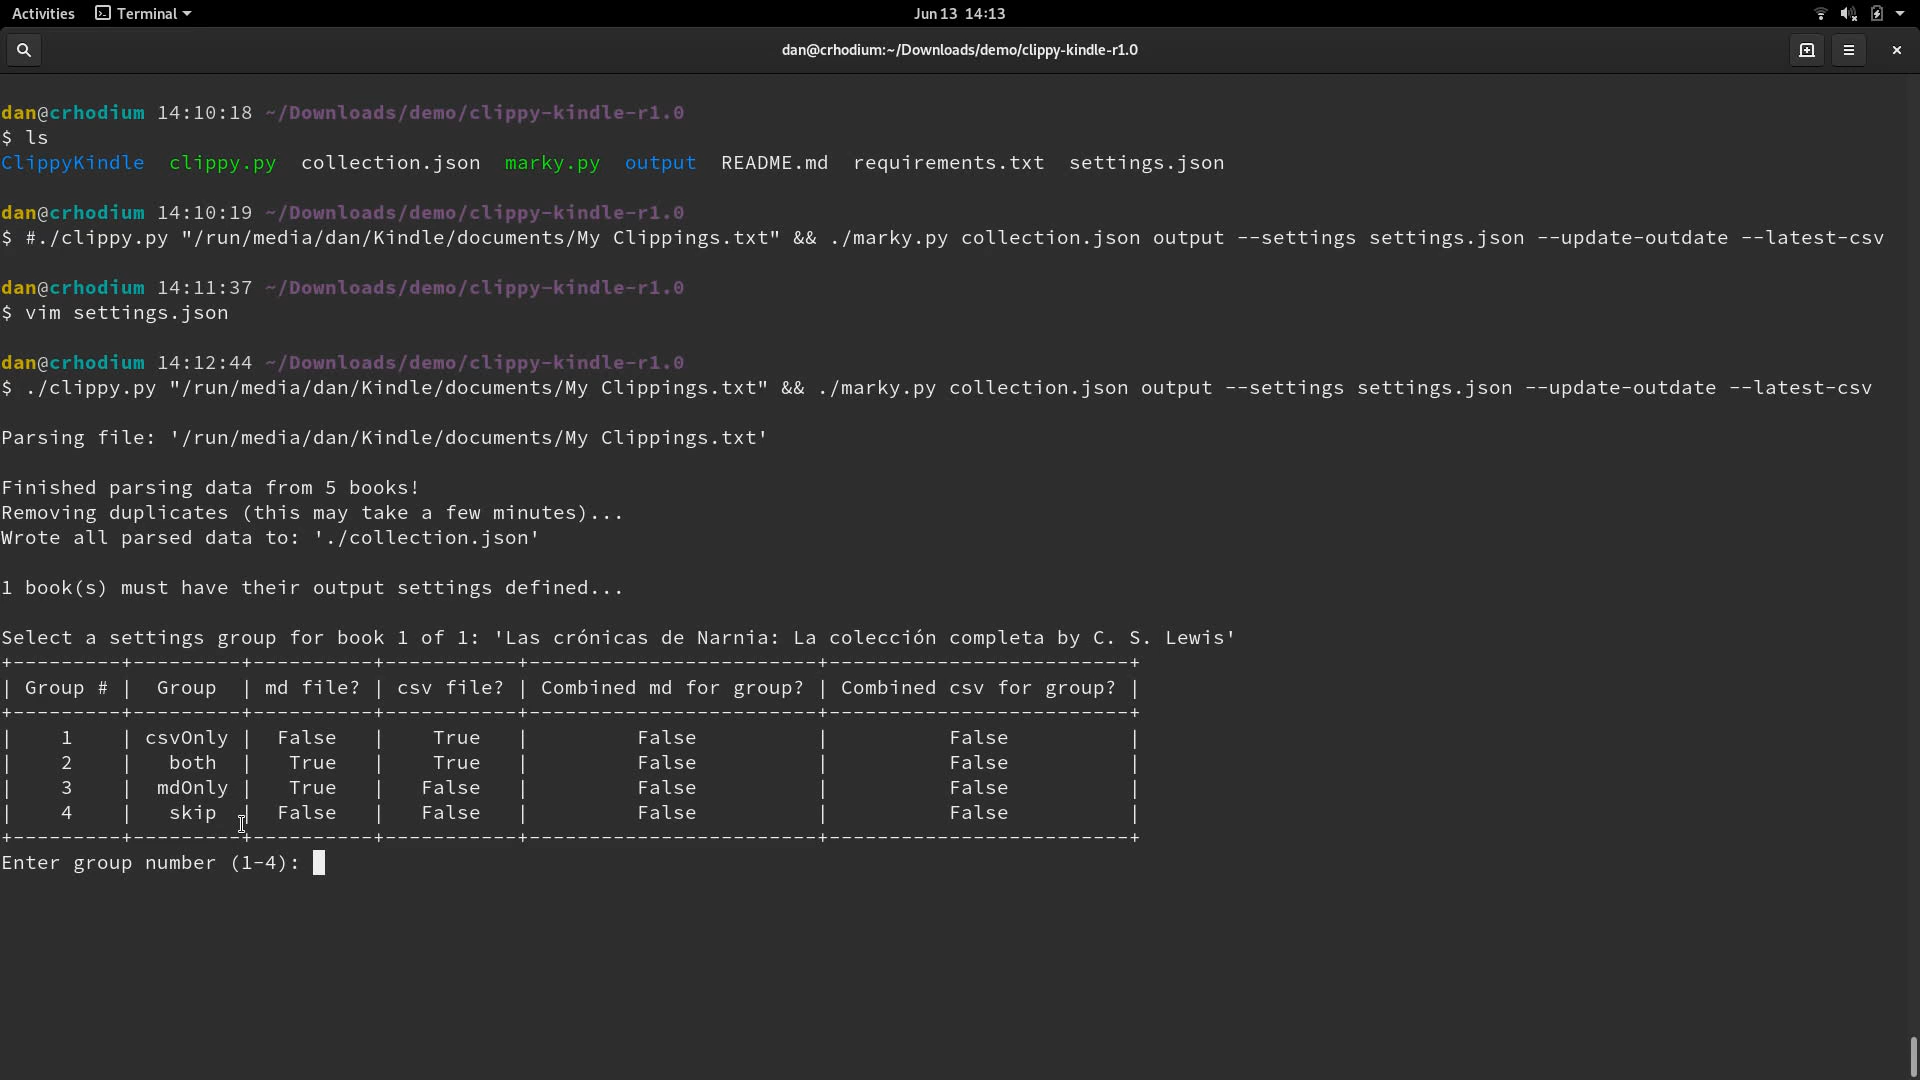 Activities Terminal Jun 13 14:13
dan@crhodium:~/Downloads/demo/clippy-kindle-r1.0
dan@crhodium 14:10:18 ~/Downloads/demo/clippy-kindle-r1.0
$ ls
ClippyKindle clippy.py collection.json marky.py output README.md requirements.txt settings.json
dan@crhodium 14:10:19 ~/Downloads/demo/clippy-kindle-r1.0
$ #./clippy.py "/run/media/dan/Kindle/documents/My Clippings.txt" && ./marky.py collection.json output --settings settings.json --update-outdate --latest-csv
dan@crhodium 14:11:37 ~/Downloads/demo/clippy-kindle-r1.0
$ vim settings.json
dan@crhodium 14:12:44 ~/Downloads/demo/clippy-kindle-r1.0
$ ./clippy.py "/run/media/dan/Kindle/documents/My Clippings.txt" && ./marky.py collection.json output --settings settings.json --update-outdate --latest-csv
Parsing file: '/run/media/dan/Kindle/documents/My Clippings.txt'
Finished parsing data from 5 books!
Removing duplicates (this may take a few minutes)...
Wrote all parsed data to: './collection.json'
1 book(s) must have their output settings defined...
Select a settings group for book 1 of 1: 'Las crónicas de Narnia: La colección completa by C. S. Lewis'
+---------+---------+----------+-----------+------------------------+-------------------------+
| Group # | Group | md file? | csv file? | Combined md for group? | Combined csv for group? |
+---------+---------+----------+-----------+------------------------+-------------------------+
| 1 | csvOnly | False | True | False | False |
| 2 | both | True | True | False | False |
| 3 | mdOnly | True | False | False | False |
| 4 | skip | False | False | False | False |
+---------+---------+----------+-----------+------------------------+-------------------------+
Enter group number (1-4):